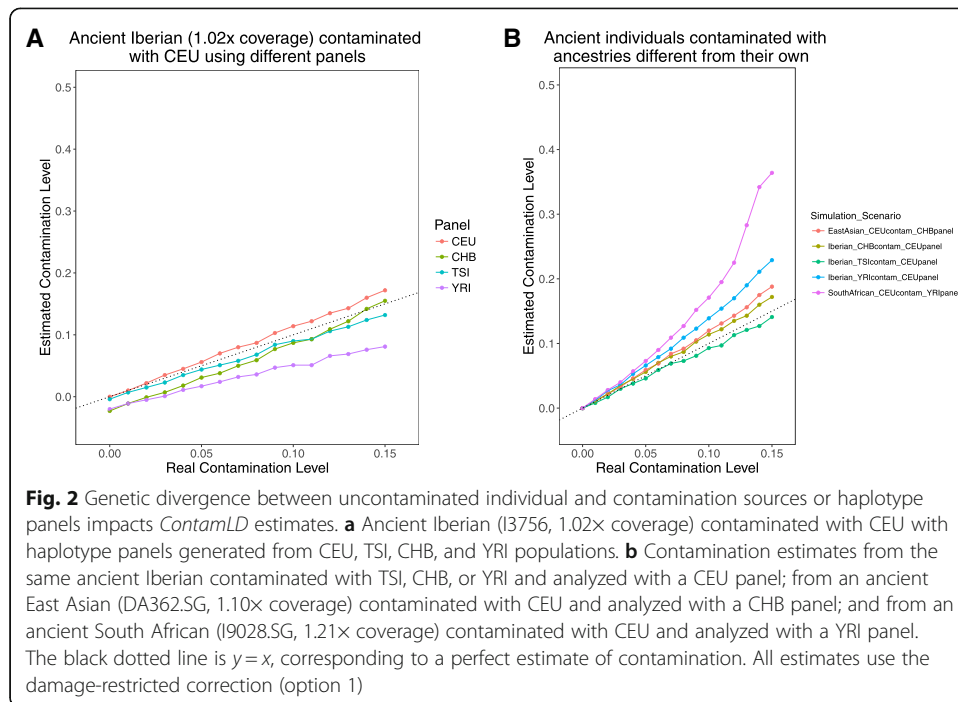 A
Ancient Iberian (1.02x coverage) contaminated
with CEU using different panels
0.5
0.4
0.3
0.2
0.1
0.0
Estimated Contamination Level
0.00
0.05
0.10
0.15
Real Contamination Level
Panel
CEU
CHB
TSI
YRI
B
Ancient individuals contaminated with
ancestries different from their own
0.5
0.4
0.3
0.2
0.1
0.0
Estimated Contamination Level
0.00
0.05
0.10
0.15
Real Contamination Level
Simulation_Scenario
EastAsian_CEUcontam_CHBpanel
Iberian_CHBcontam_CEUpanel
Iberian_TSIcontam_CEUpanel
Iberian_YRIcontam_CEUpanel
SouthAfrican_CEUcontam_YRIpanel
Fig. 2 Genetic divergence between uncontaminated individual and contamination sources or haplotype
panels impacts ContamLD estimates. a Ancient Iberian (I3756, 1.02× coverage) contaminated with CEU with
haplotype panels generated from CEU, TSI, CHB, and YRI populations. b Contamination estimates from the
same ancient Iberian contaminated with TSI, CHB, or YRI and analyzed with a CEU panel; from an ancient
East Asian (DA362.SG, 1.10× coverage) contaminated with CEU and analyzed with a CHB panel; and from an
ancient South African (I9028.SG, 1.21× coverage) contaminated with CEU and analyzed with a YRI panel.
The black dotted line is y = x, corresponding to a perfect estimate of contamination. All estimates use the
damage-restricted correction (option 1)